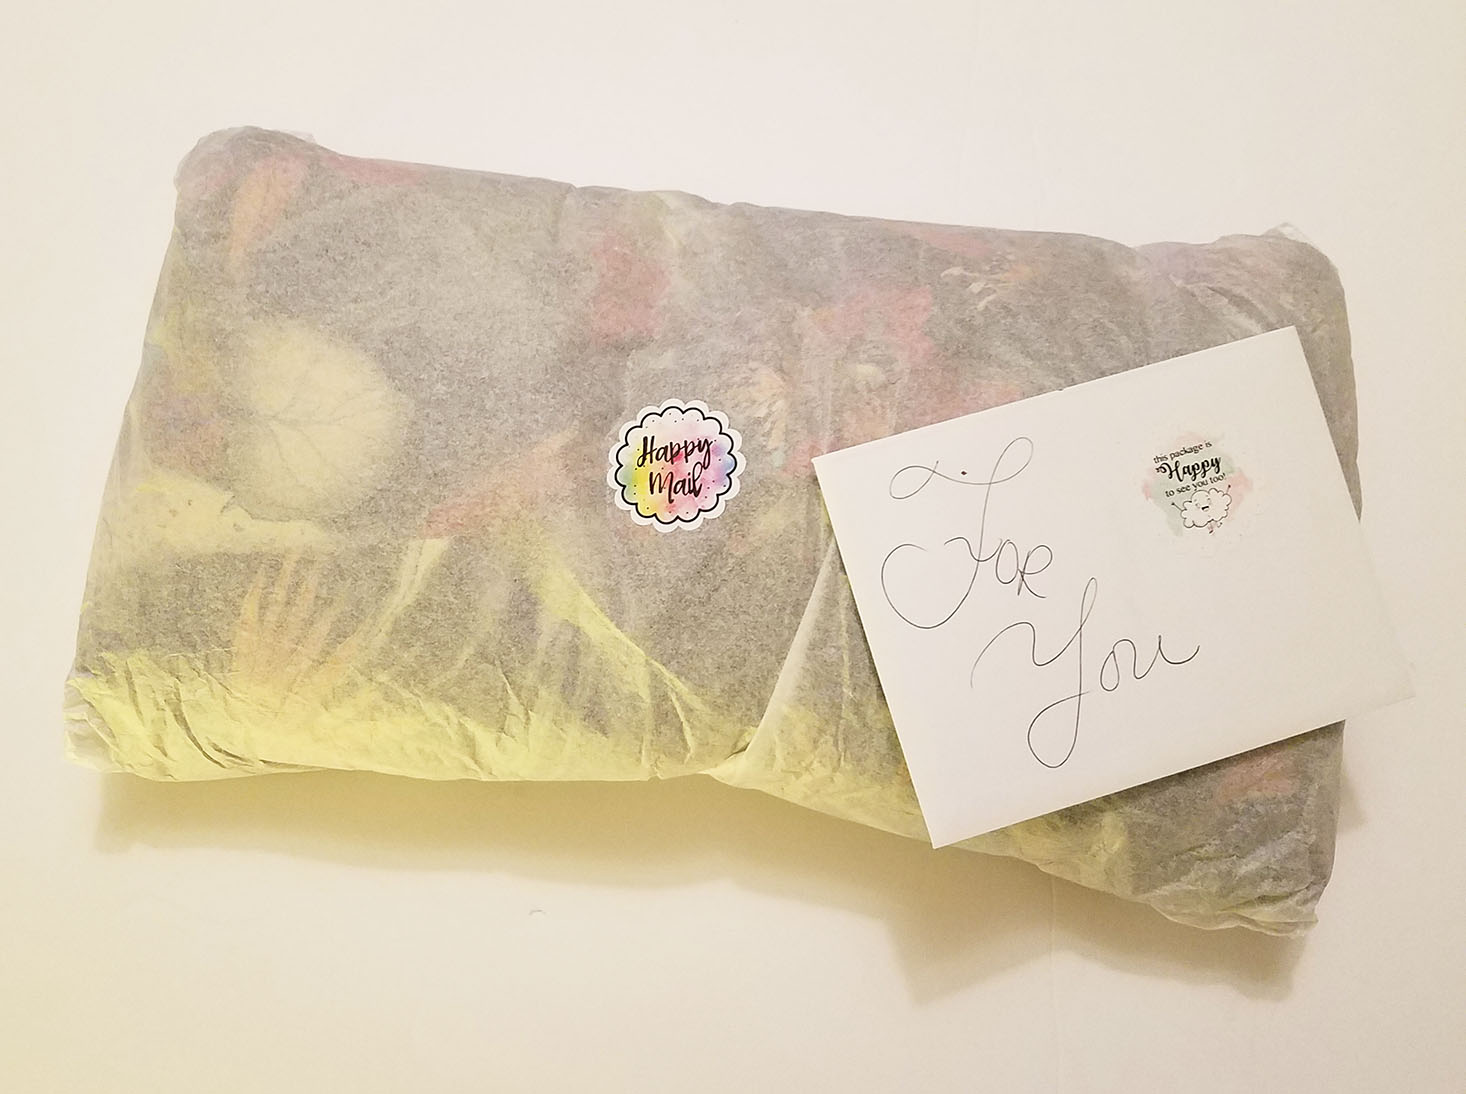 Happy
Mail
For
You
this package is
Happy
to see you too!